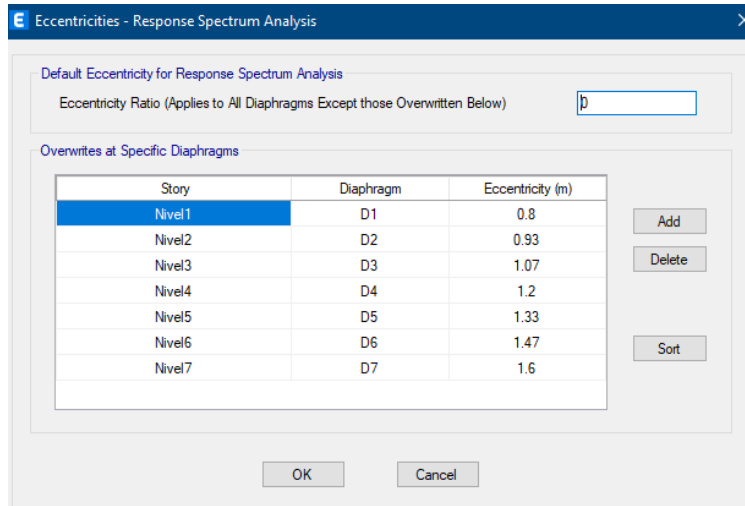 E Eccentricities - Response Spectrum Analysis
Default Eccentricity for Response Spectrum Analysis
Eccentricity Ratio (Applies to All Diaphragms Except those Overwritten Below) 0
Overwrites at Specific Diaphragms
Story Diaphragm Eccentricity (m)
Nivel1 D1 0.8
Nivel2 D2 0.93
Nivel3 D3 1.07
Nivel4 D4 1.2
Nivel5 D5 1.33
Nivel6 D6 1.47
Nivel7 D7 1.6
Add
Delete
Sort
OK Cancel